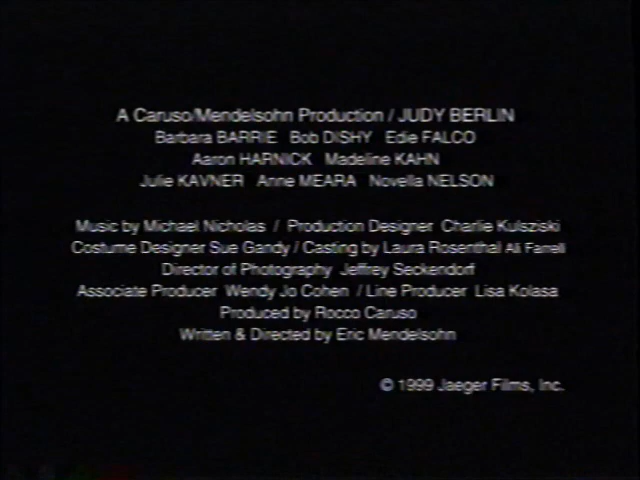 A Caruso/Mendelsohn Production / JUDY BERLIN
Barbara BARRIE Bob DISHY Edie FALCO
Aaron HARNICK Madeline KAHN
Julie KAVNER Anne MEARA Novella NELSON
Music by Michael Nicholas / Production Designer Charlie Kulsziski
Costume Designer Sue Gandy / Casting by Laura Rosenthal Ali Farrell
Director of Photography Jeffrey Seckendorf
Associate Producer Wendy Jo Cohen / Line Producer Lisa Kolasa
Produced by Rocco Caruso
Written & Directed by Eric Mendelsohn
© 1999 Jaeger Films, Inc.